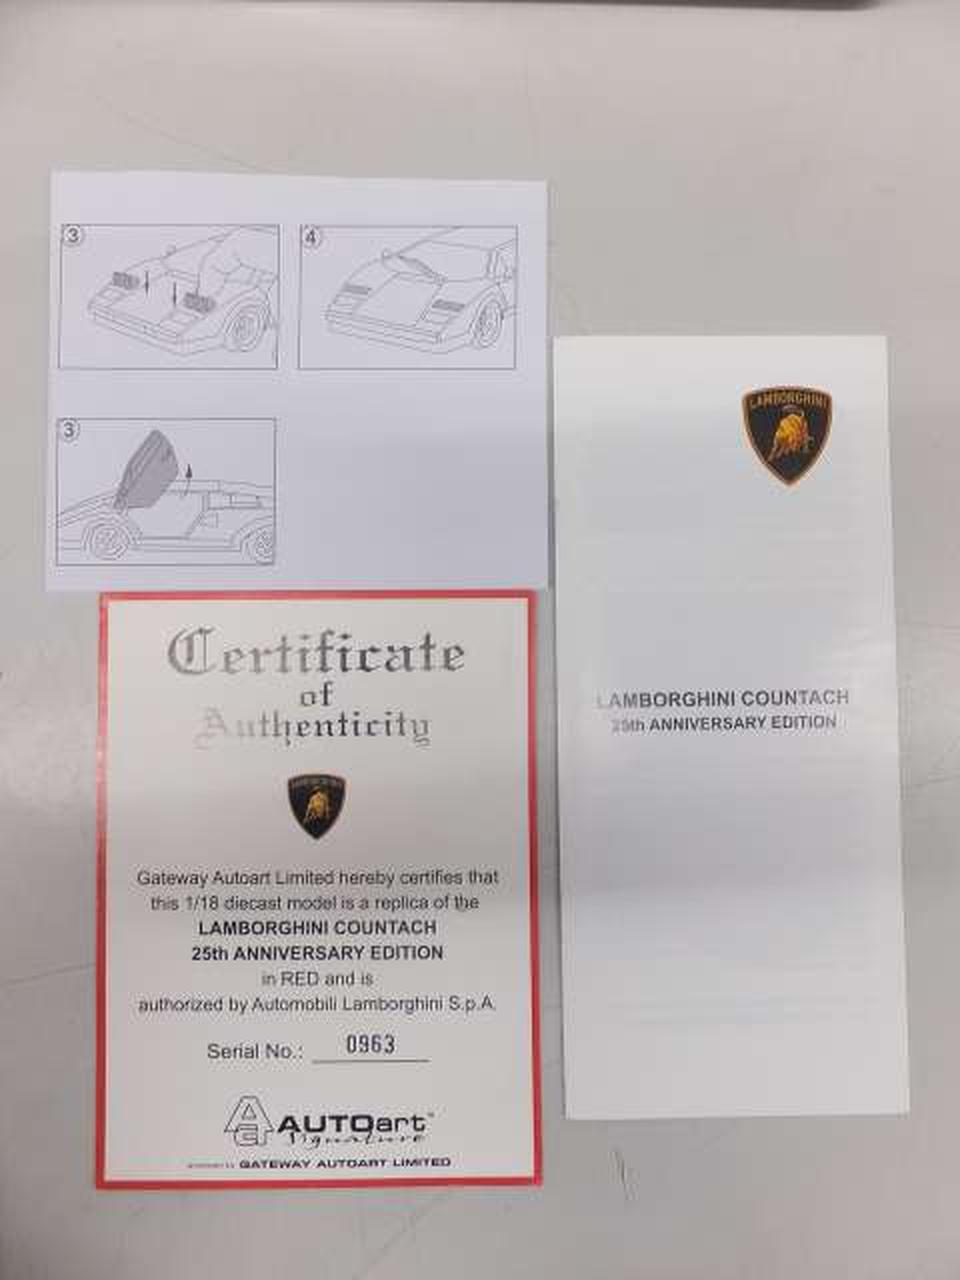 3
4
3
Certificate
of
Authenticity
LAMBORGHINI
Gateway Autoart Limited hereby certifies that
this 1/18 diecast model is a replica of the
LAMBORGHINI COUNTACH
25th ANNIVERSARY EDITION
in RED and is
authorized by Automobili Lamborghini S.p.A.
Serial No.: 0963
AUTOart
Signature
GATEWAY AUTOART LIMITED
LAMBORGHINI
LAMBORGHINI COUNTACH
25th ANNIVERSARY EDITION